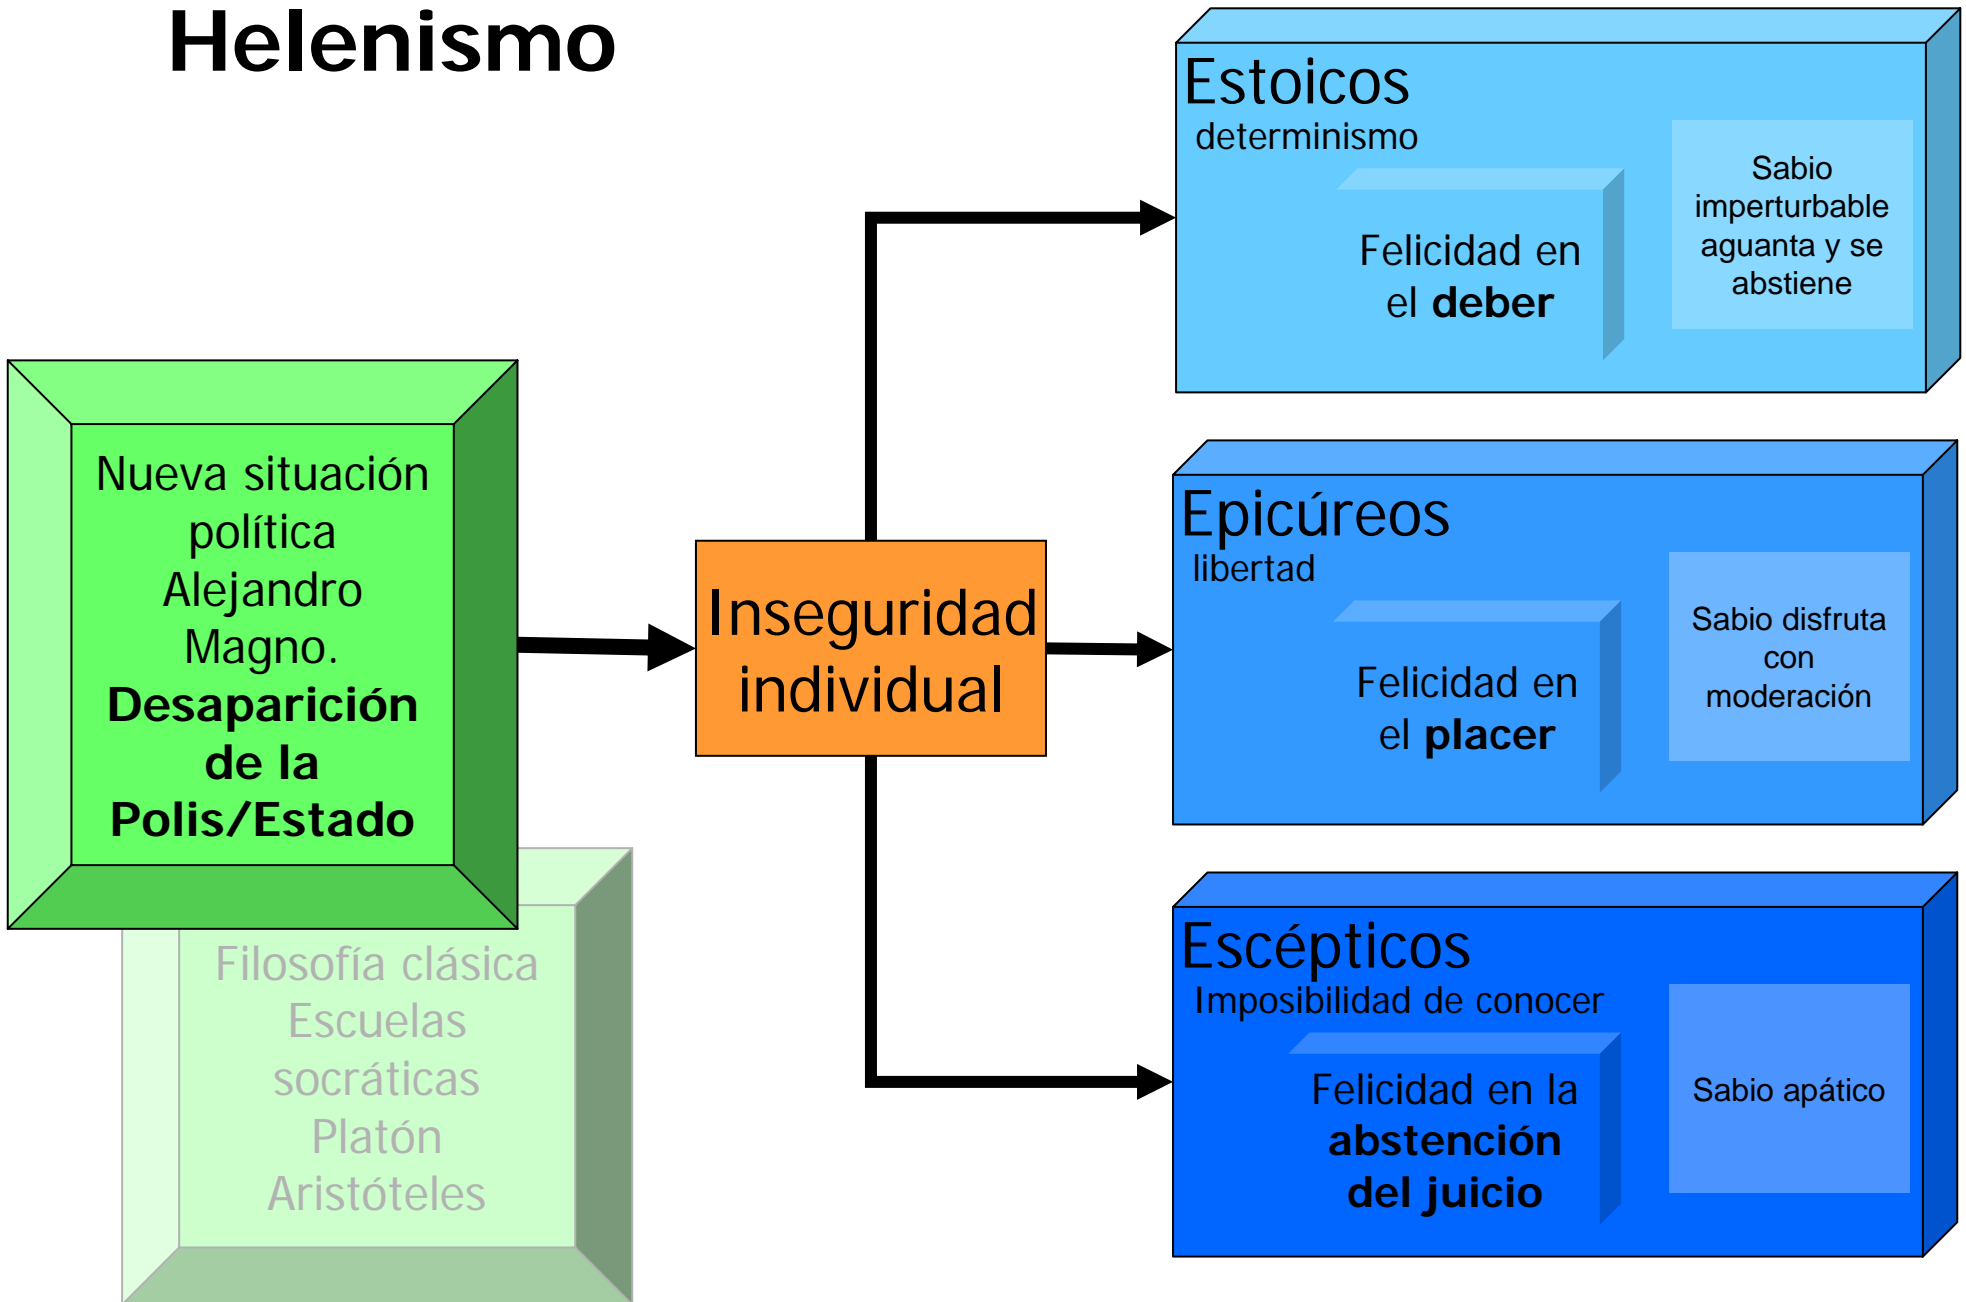 Helenismo
Nueva situación
política
Alejandro
Magno.
Desaparición
de la
Polis/Estado
Filosofía clásica
Escuelas
socráticas
Platón
Aristóteles
Inseguridad
individual
Estoicos
determinismo
Felicidad en
el deber
Sabio
imperturbable
aguanta y se
abstiene
Epicúreos
libertad
Felicidad en
el placer
Sabio disfruta
con
moderación
Escépticos
Imposibilidad de conocer
Felicidad en la
abstención
del juicio
Sabio apático